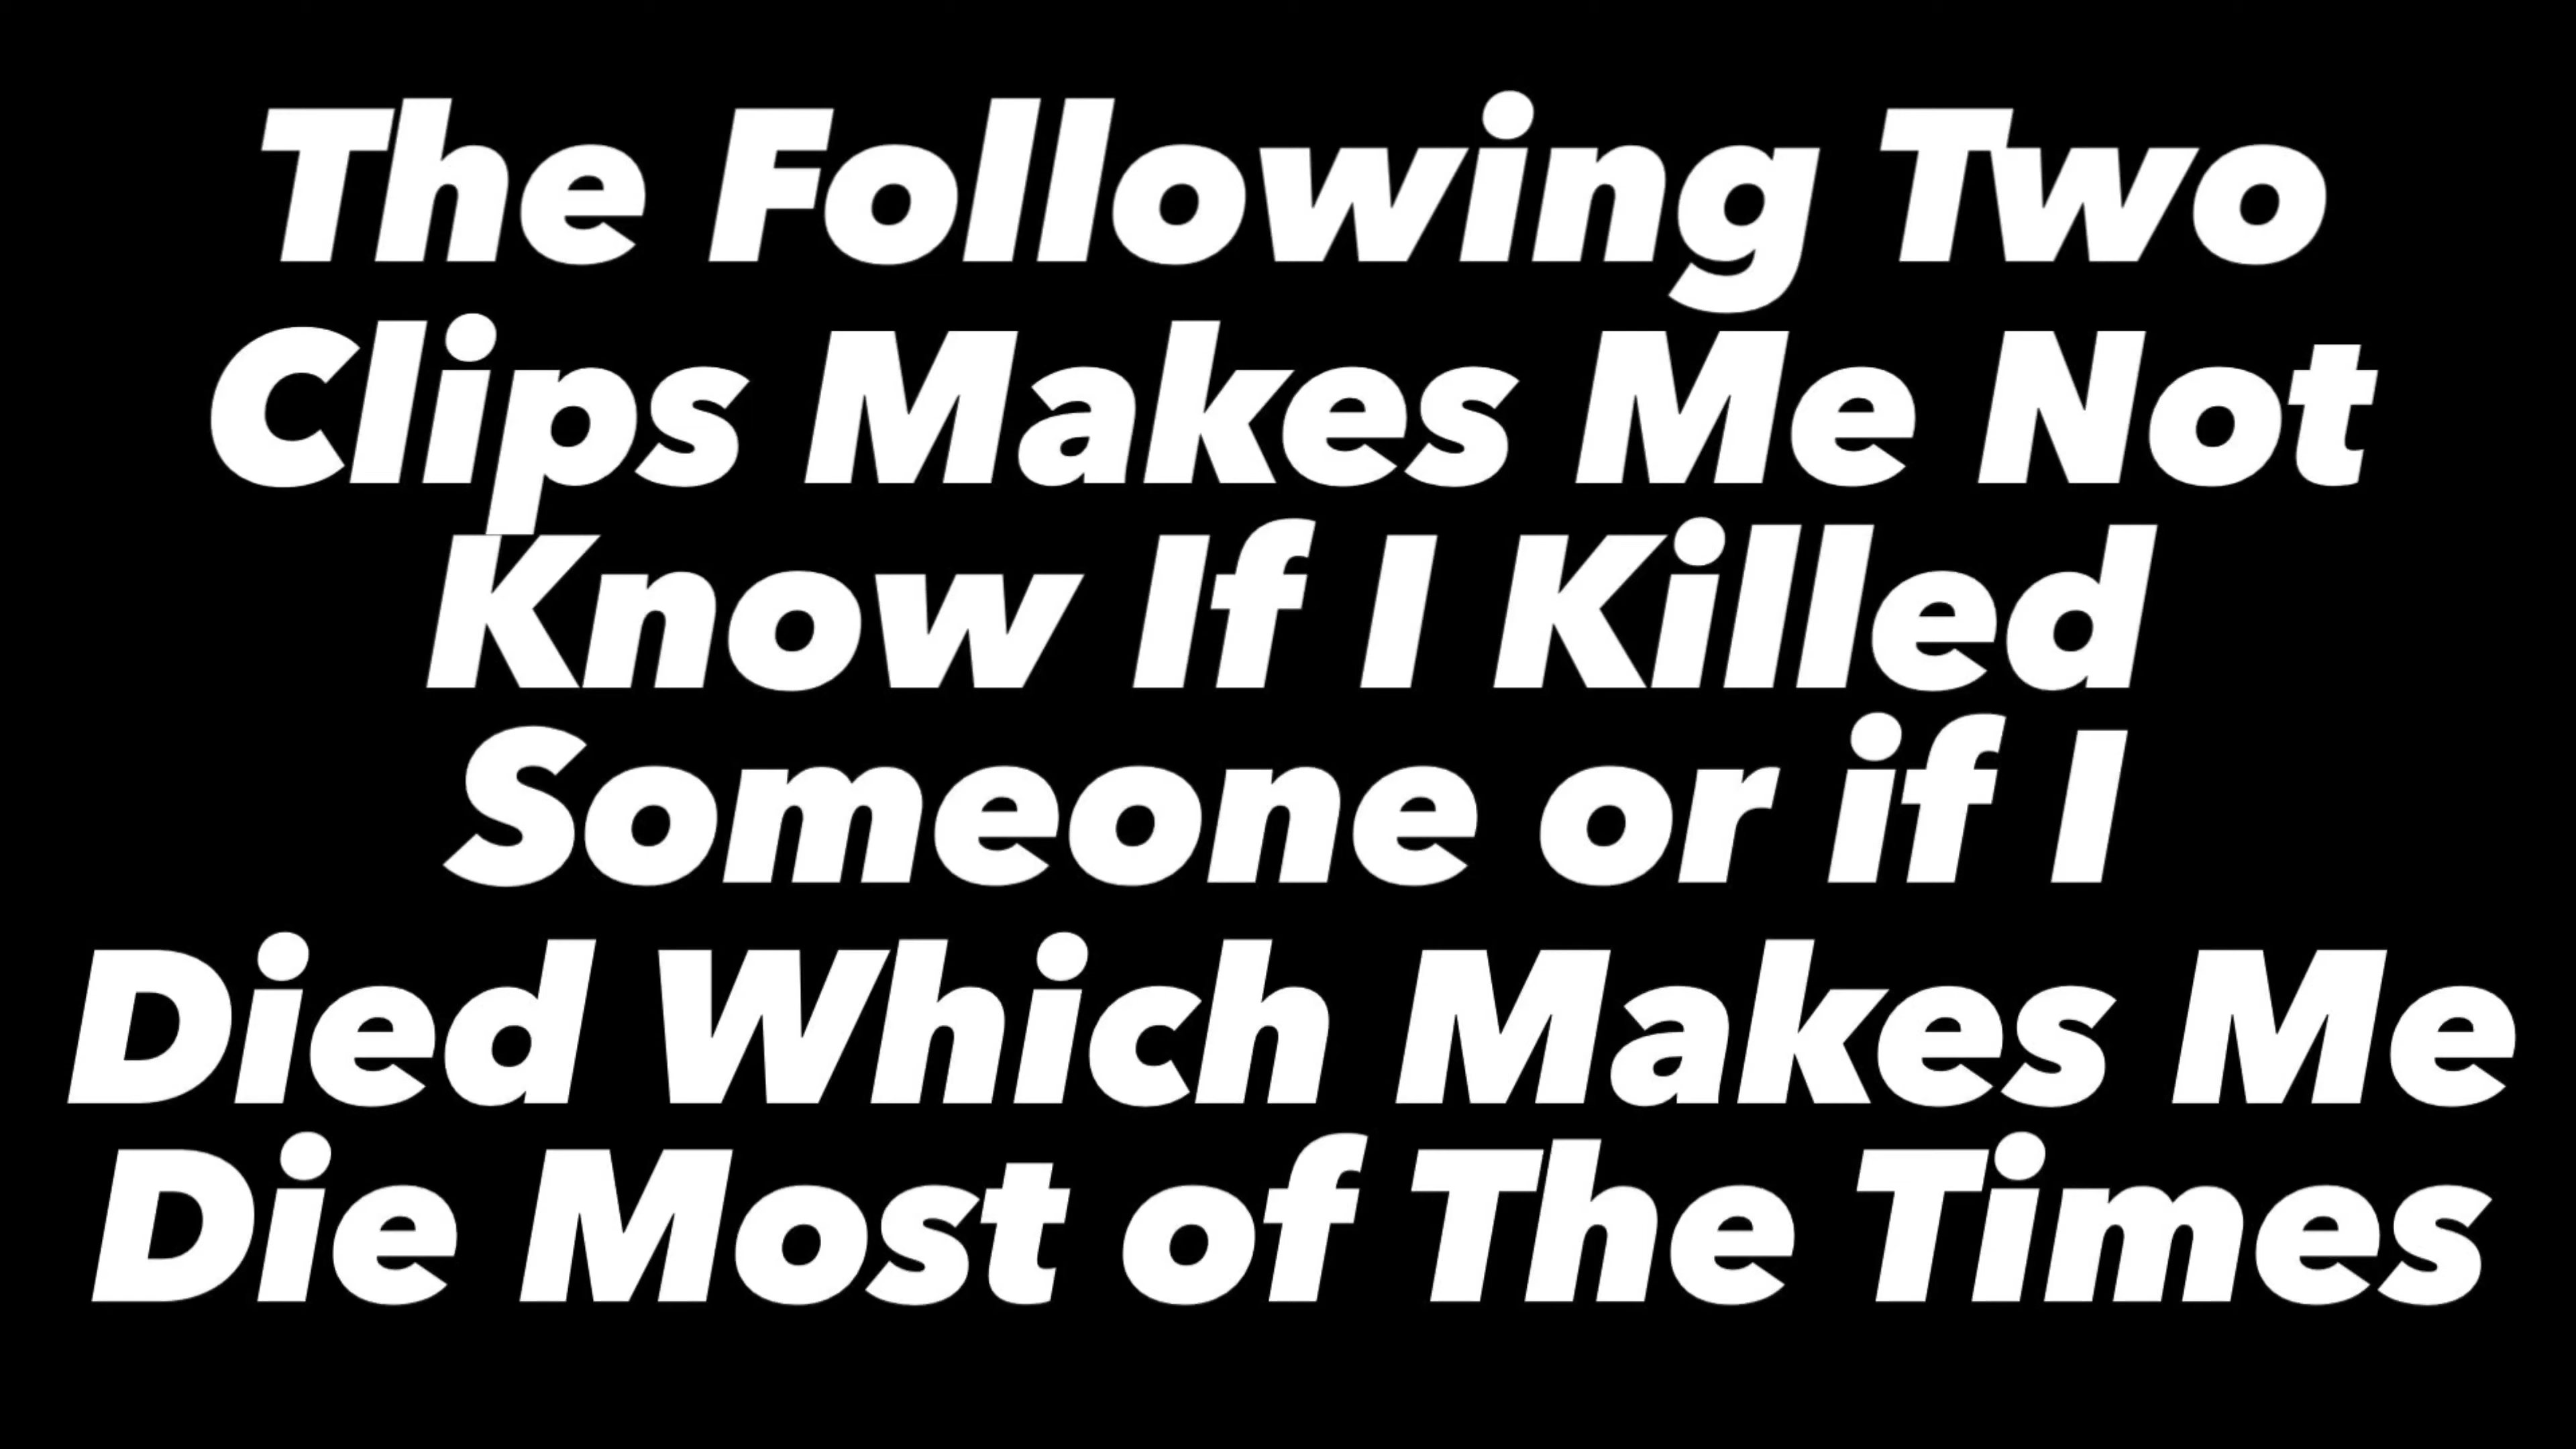 The Following Two
Clips Makes Me Not
Know If I Killed
Someone or if I
Died Which Makes Me
Die Most of The Times